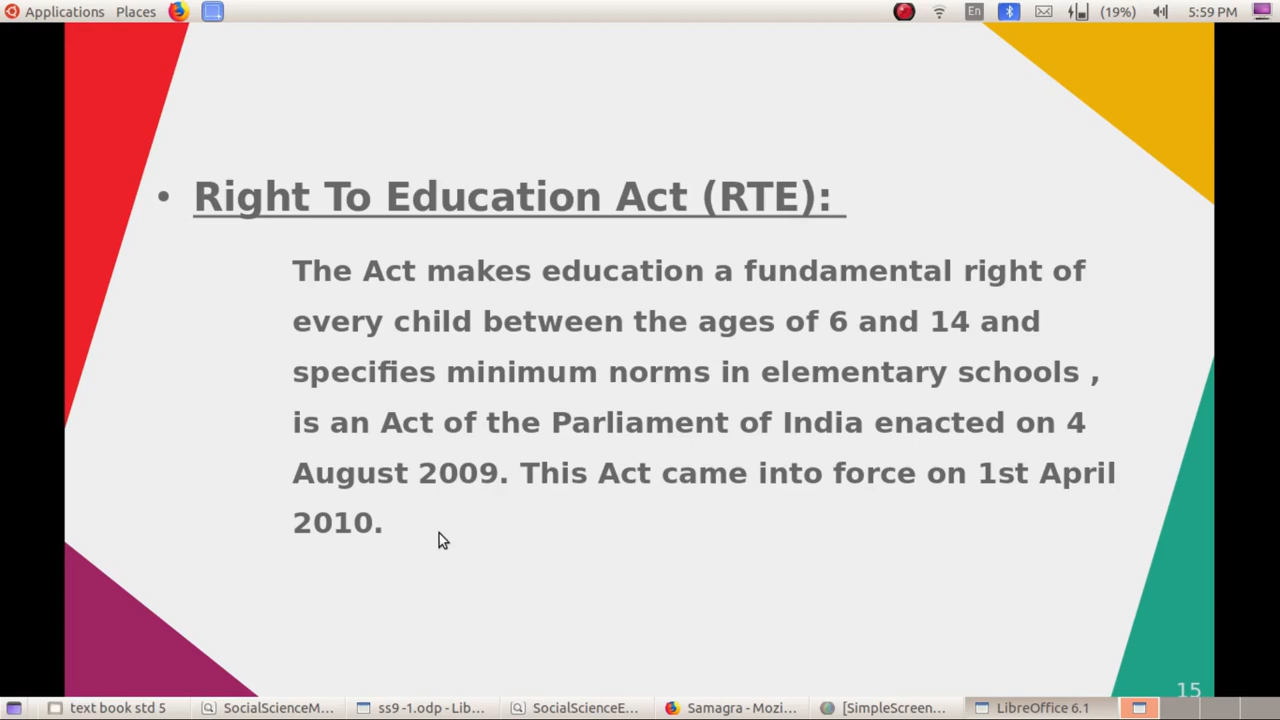 Applications Places En (19%) 5:59 PM
• Right To Education Act (RTE):
The Act makes education a fundamental right of
every child between the ages of 6 and 14 and
specifies minimum norms in elementary schools ,
is an Act of the Parliament of India enacted on 4
August 2009. This Act came into force on 1st April
2010.
15
text book std 5 SocialScienceM... ss9 -1.odp - Lib... SocialScienceE... Samagra - Mozi... [SimpleScreen... LibreOffice 6.1